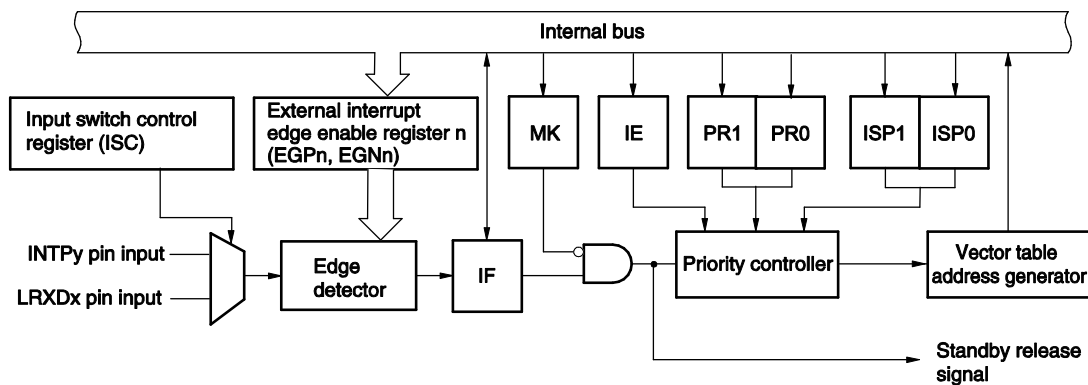 Internal bus
Input switch control
register (ISC)
External interrupt
edge enable register n
(EGPn, EGNn)
MK
IE
PR1
PR0
ISP1
ISP0
INTPy pin input
LRXDx pin input
Edge
detector
IF
Priority controller
Vector table
address generator
Standby release
signal